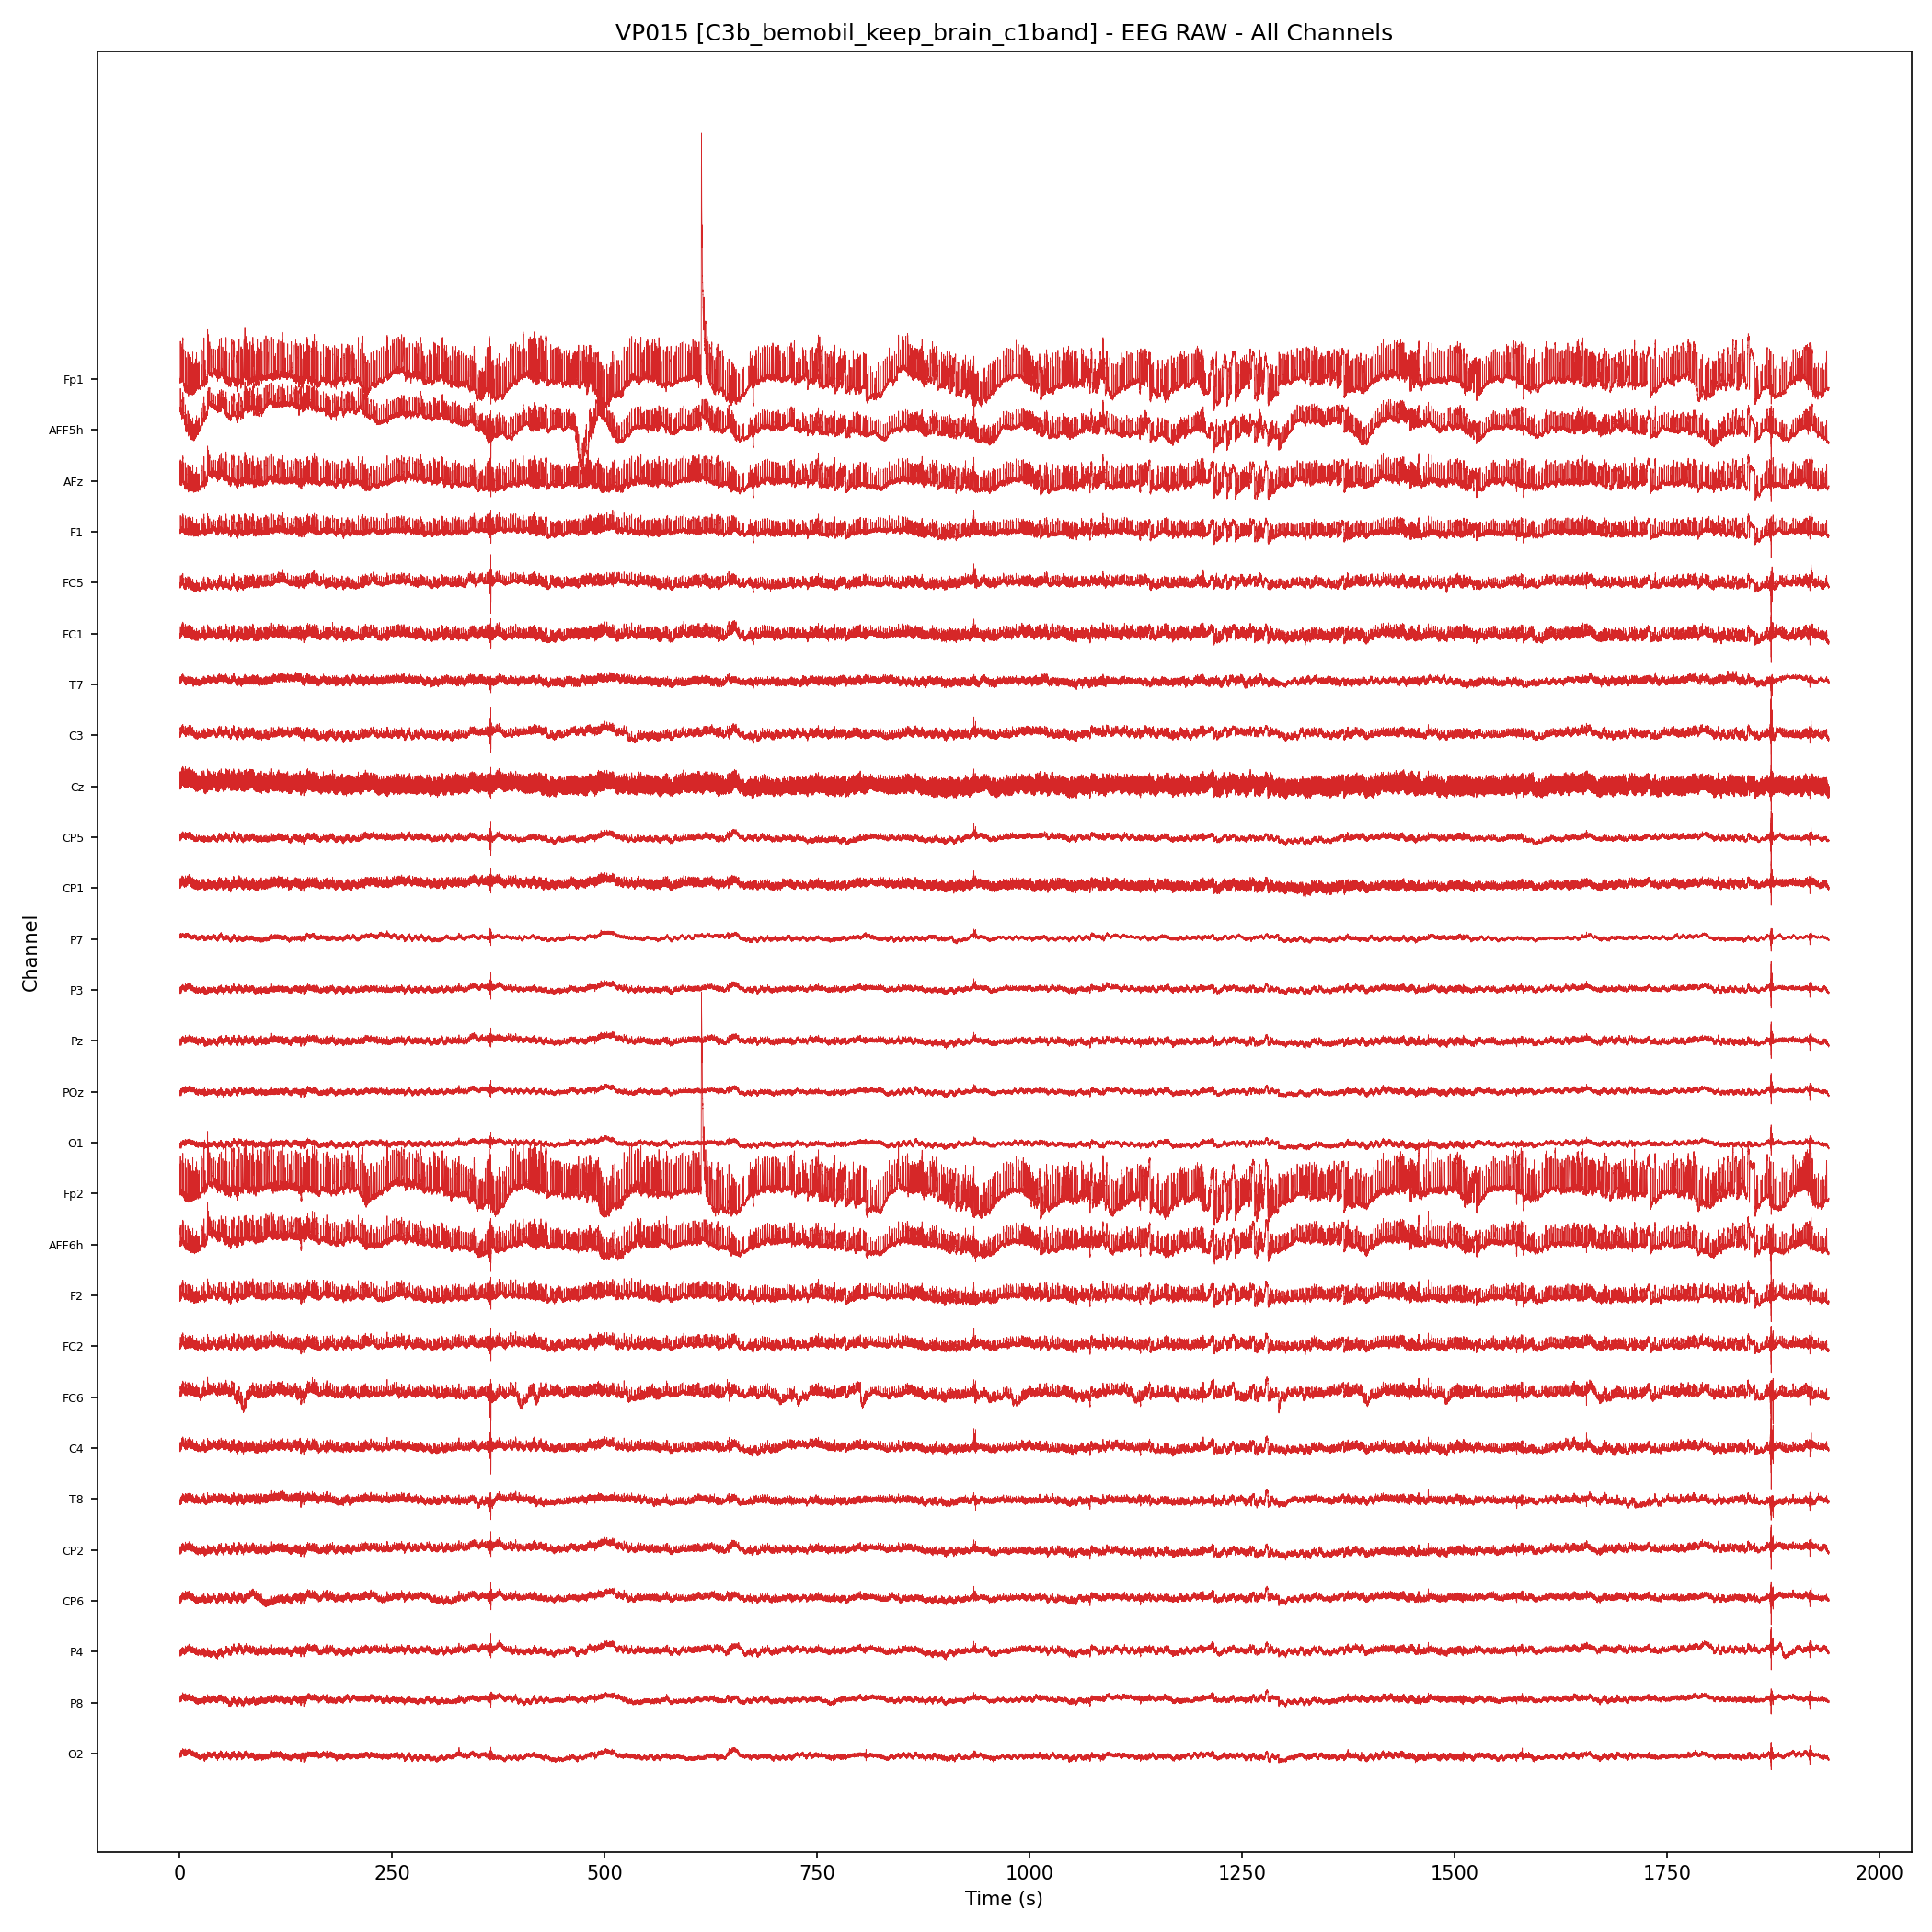 VP015 [C3b_bemobil_keep_brain_c1band] - EEG RAW - All Channels
Channel
Fp1
AFF5h
AFz
F1
FC5
FC1
T7
C3
Cz
CP5
CP1
P7
P3
Pz
POz
O1
Fp2
AFF6h
F2
FC2
FC6
C4
T8
CP2
CP6
P4
P8
O2
0 250 500 750 1000 1250 1500 1750 2000
Time (s)